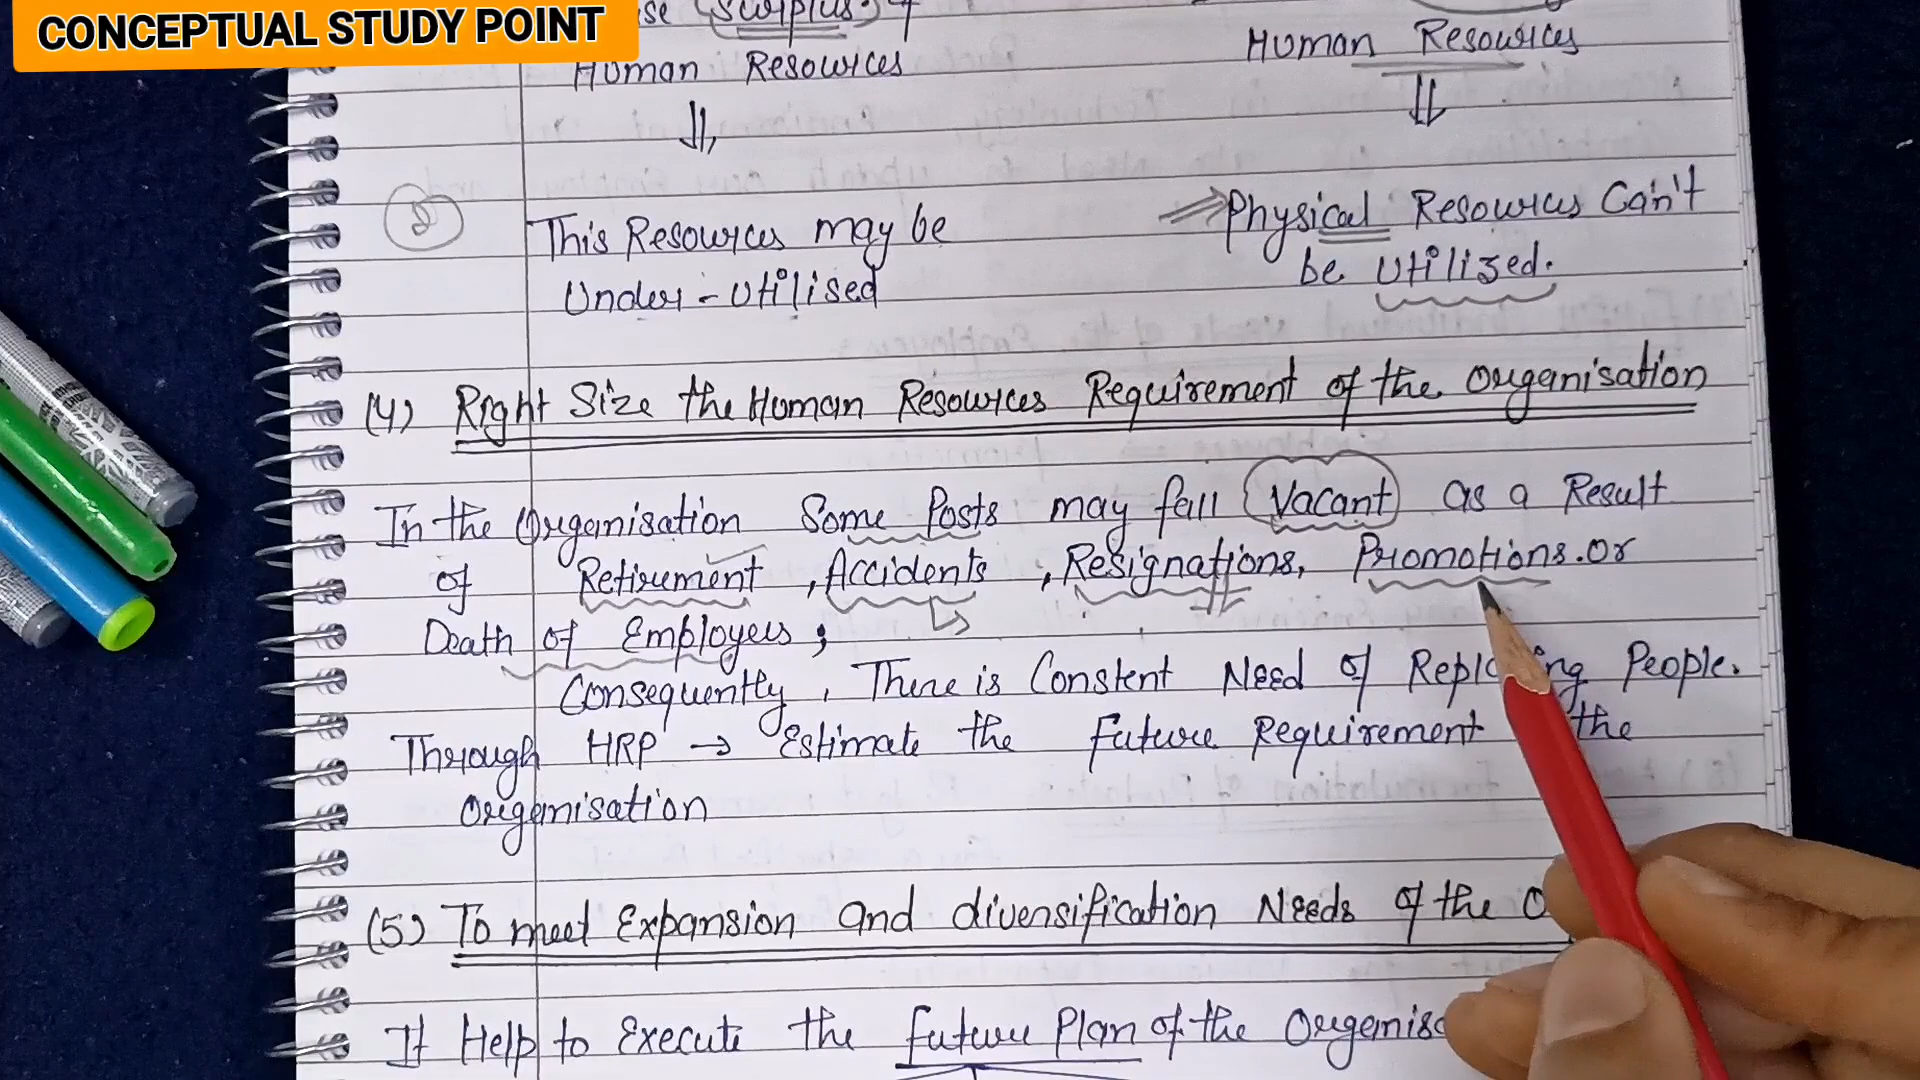 CONCEPTUAL STUDY POINT
Surplus
Human Resources
Human Resources
This Resources may be
Under-utilised
Physical Resources Can't
be utilized.
(4) Right Size the Human Resources Requirement of the Organisation
In the Organisation Some Posts may fall Vacant as a Result
of Retirement, Accidents, Resignations, Promotions. or
Death of Employees;
Consequently, There is Constent Need of Replacing People.
Through HRP → Estimate the future Requirement the
Organisation
(5) To meet Expansion and diversification Needs of the
It Help to Execute the future Plan of the